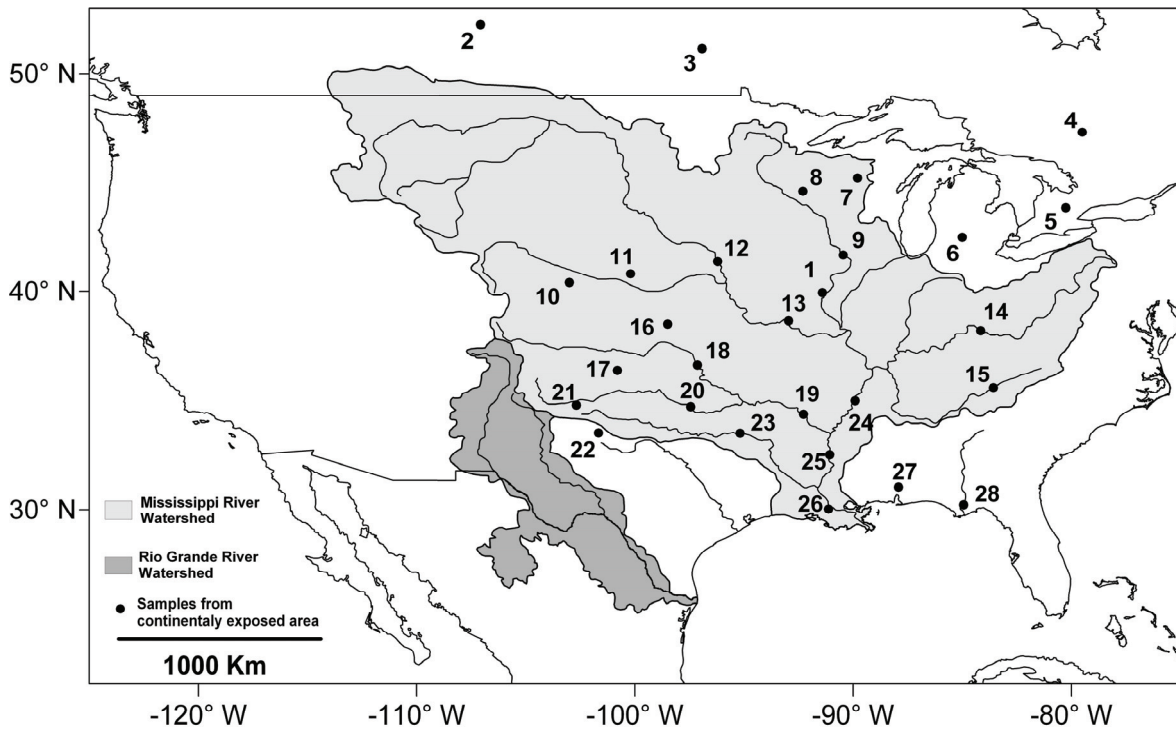 2
3
50° N
4
8
7
5
9
6
12
11
1
40° N
10
13
14
16
18
17
15
21
20
19
23
24
22
25
27
26
28
30° N
Mississippi River
Watershed
Rio Grande River
Watershed
Samples from
continentaly exposed area
1000 Km
-120° W
-110° W
-100° W
-90° W
-80° W